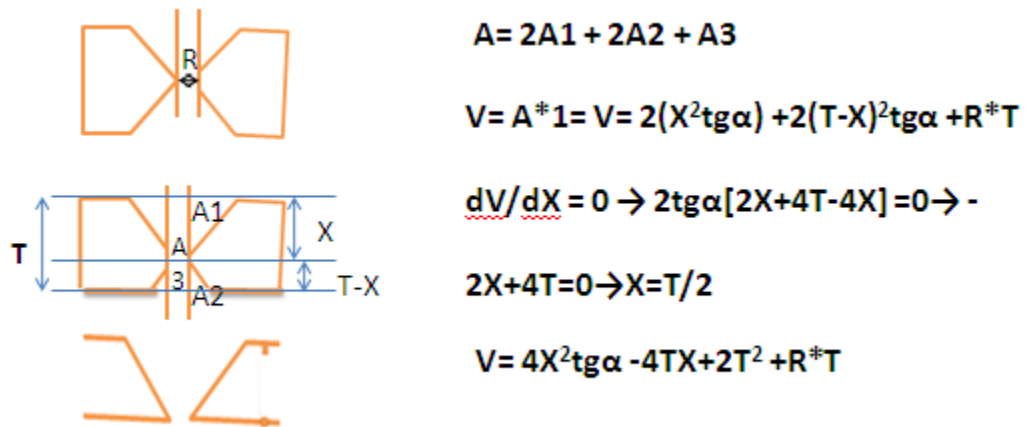 R
A1
A
3
A2
T
X
T-X
A= 2A1 + 2A2 + A3
V= A*1= V= 2(X²tgα) +2(T-X)²tgα +R*T
dV/dX = 0 → 2tgα[2X+4T-4X] =0→ -
2X+4T=0→X=T/2
V= 4X²tgα -4TX+2T² +R*T